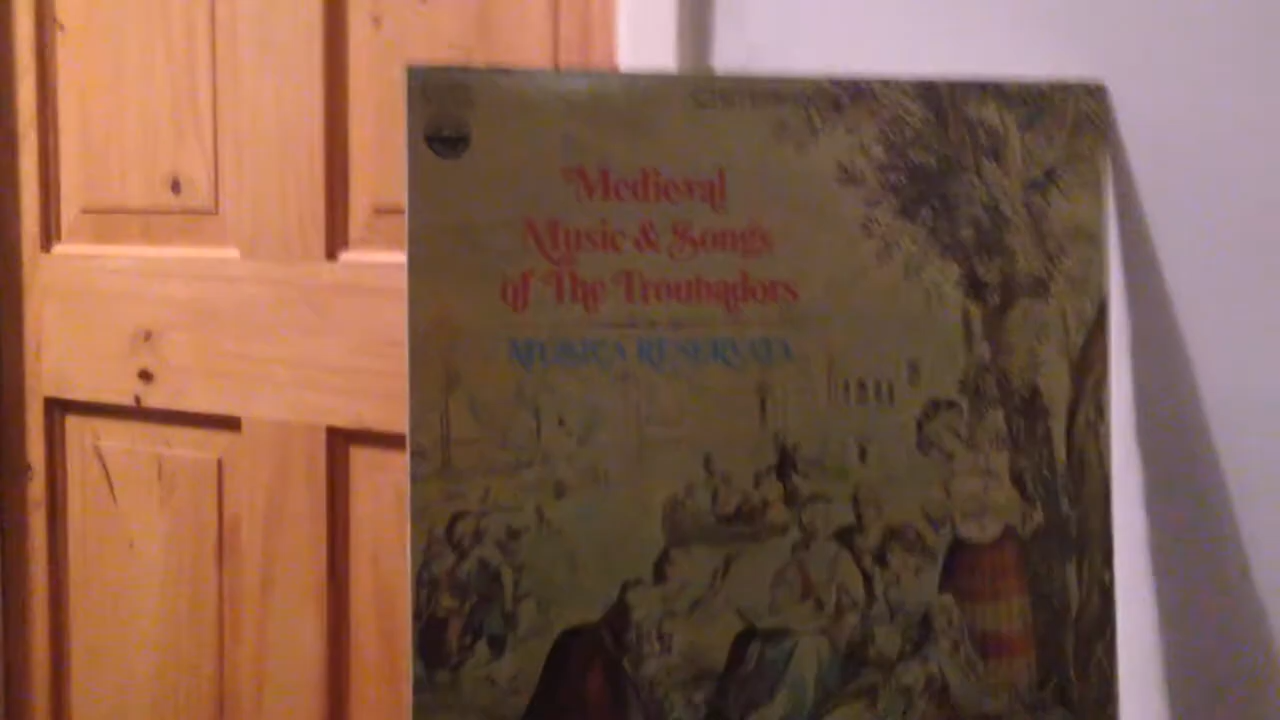 Medieval
Music & Songs
of The Troubadors
MUSICA RESERVATA